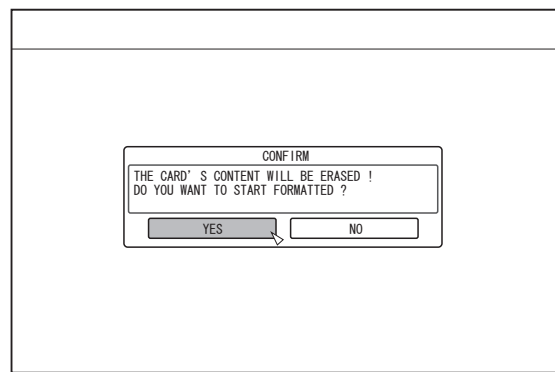 CONFIRM
THE CARD' S CONTENT WILL BE ERASED !
DO YOU WANT TO START FORMATTED ?
YES NO